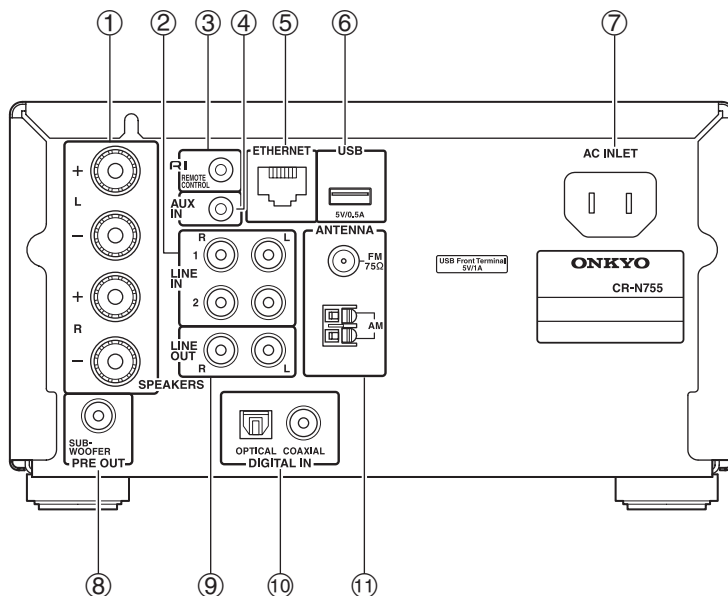 ① ② ③ ④ ⑤ ⑥ ⑦
+
L
−
+
R
−
SPEAKERS
RI
REMOTE
CONTROL
AUX
IN
ETHERNET
USB
5V/0.5A
R L
1
LINE
IN
2
LINE
OUT
R L
ANTENNA
FM
75Ω
AM
USB Front Terminal
5V/1A
AC INLET
ONKYO
CR-N755
SUB-
WOOFER
PRE OUT
OPTICAL COAXIAL
DIGITAL IN
⑧ ⑨ ⑩ ⑪